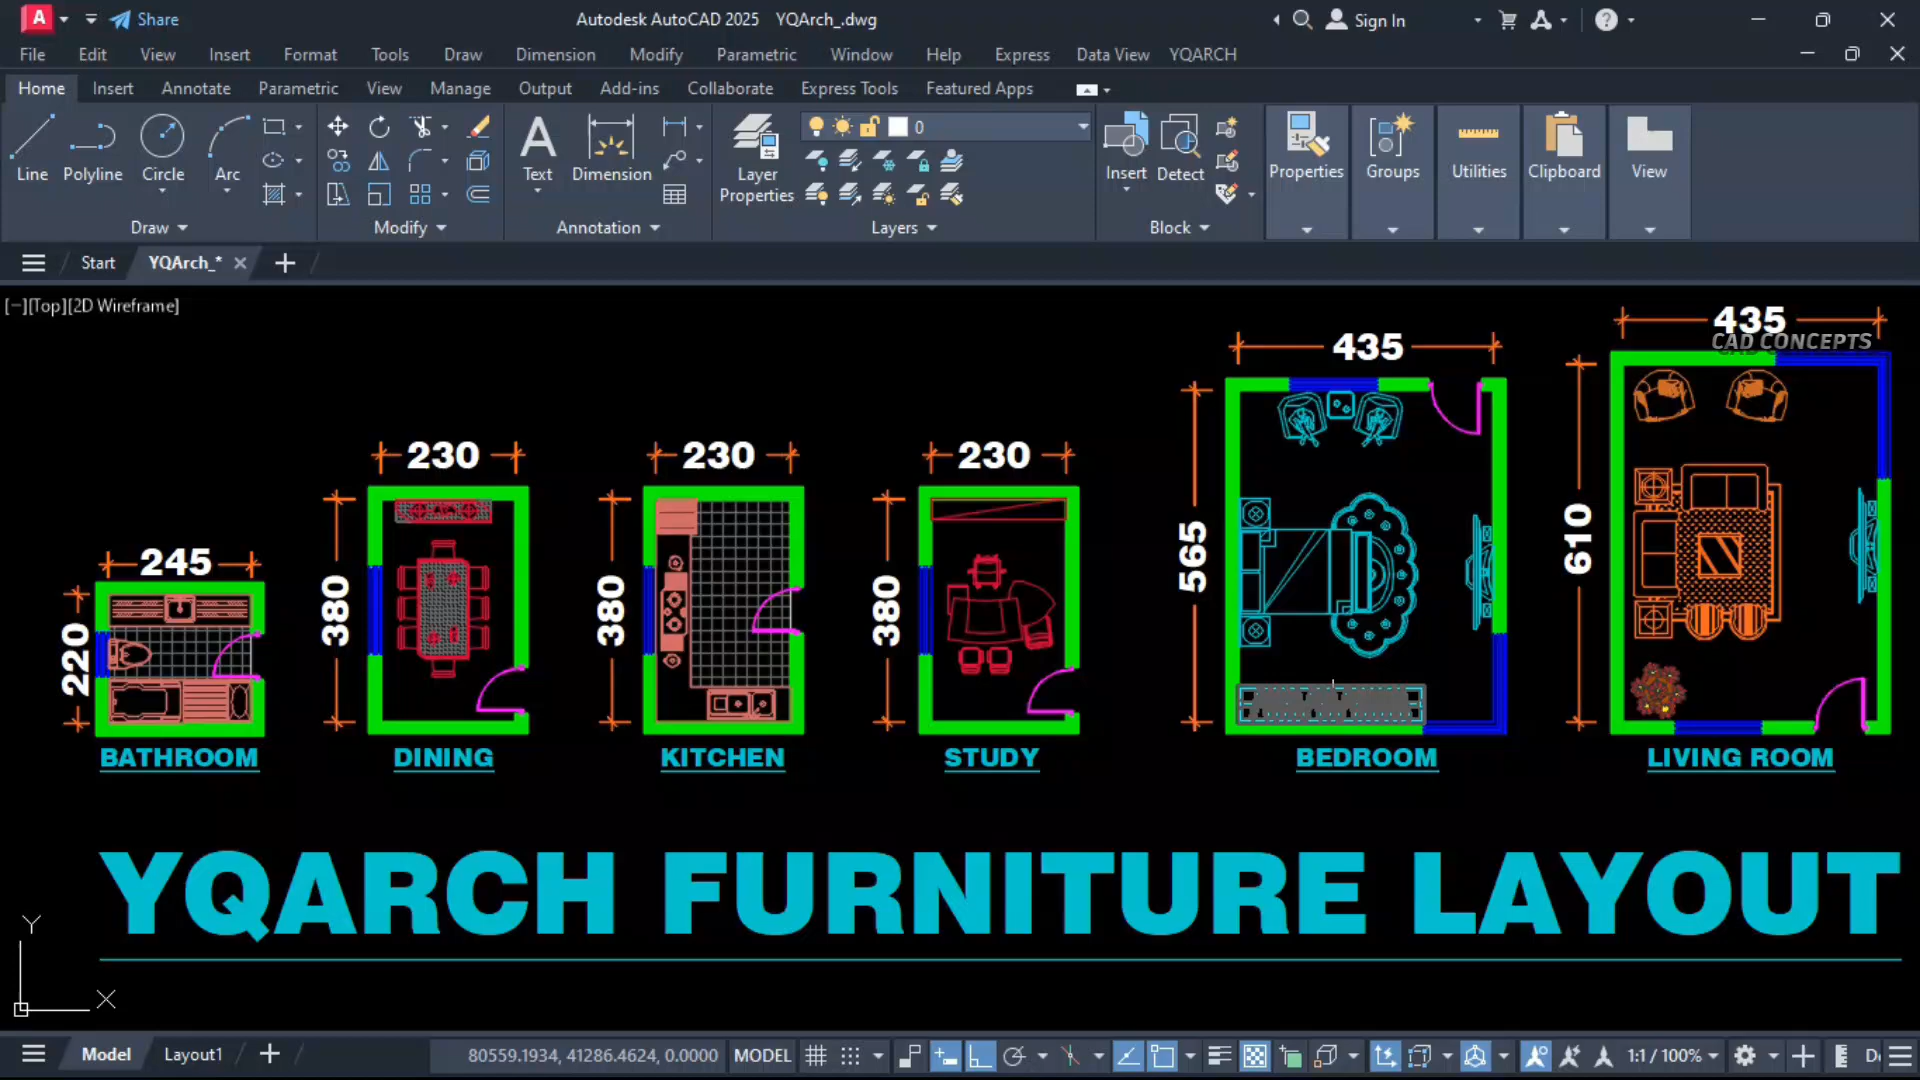 A Share Autodesk AutoCAD 2025 YQArch_.dwg Sign In
File Edit View Insert Format Tools Draw Dimension Modify Parametric Window Help Express Data View YQARCH
Home Insert Annotate Parametric View Manage Output Add-ins Collaborate Express Tools Featured Apps
0
Line Polyline Circle Arc Text Dimension Layer Properties Insert Detect Properties Groups Utilities Clipboard View
Draw Modify Annotation Layers Block
Start YQArch_*
[−][Top][2D Wireframe]
435
CAD CONCEPTS
435
230 230 230
245
220 380 380 380 565 610
BATHROOM DINING KITCHEN STUDY BEDROOM LIVING ROOM
YQARCH FURNITURE LAYOUT
Y
X
Model Layout1 80559.1934, 41286.4624, 0.0000 MODEL 1:1 / 100%